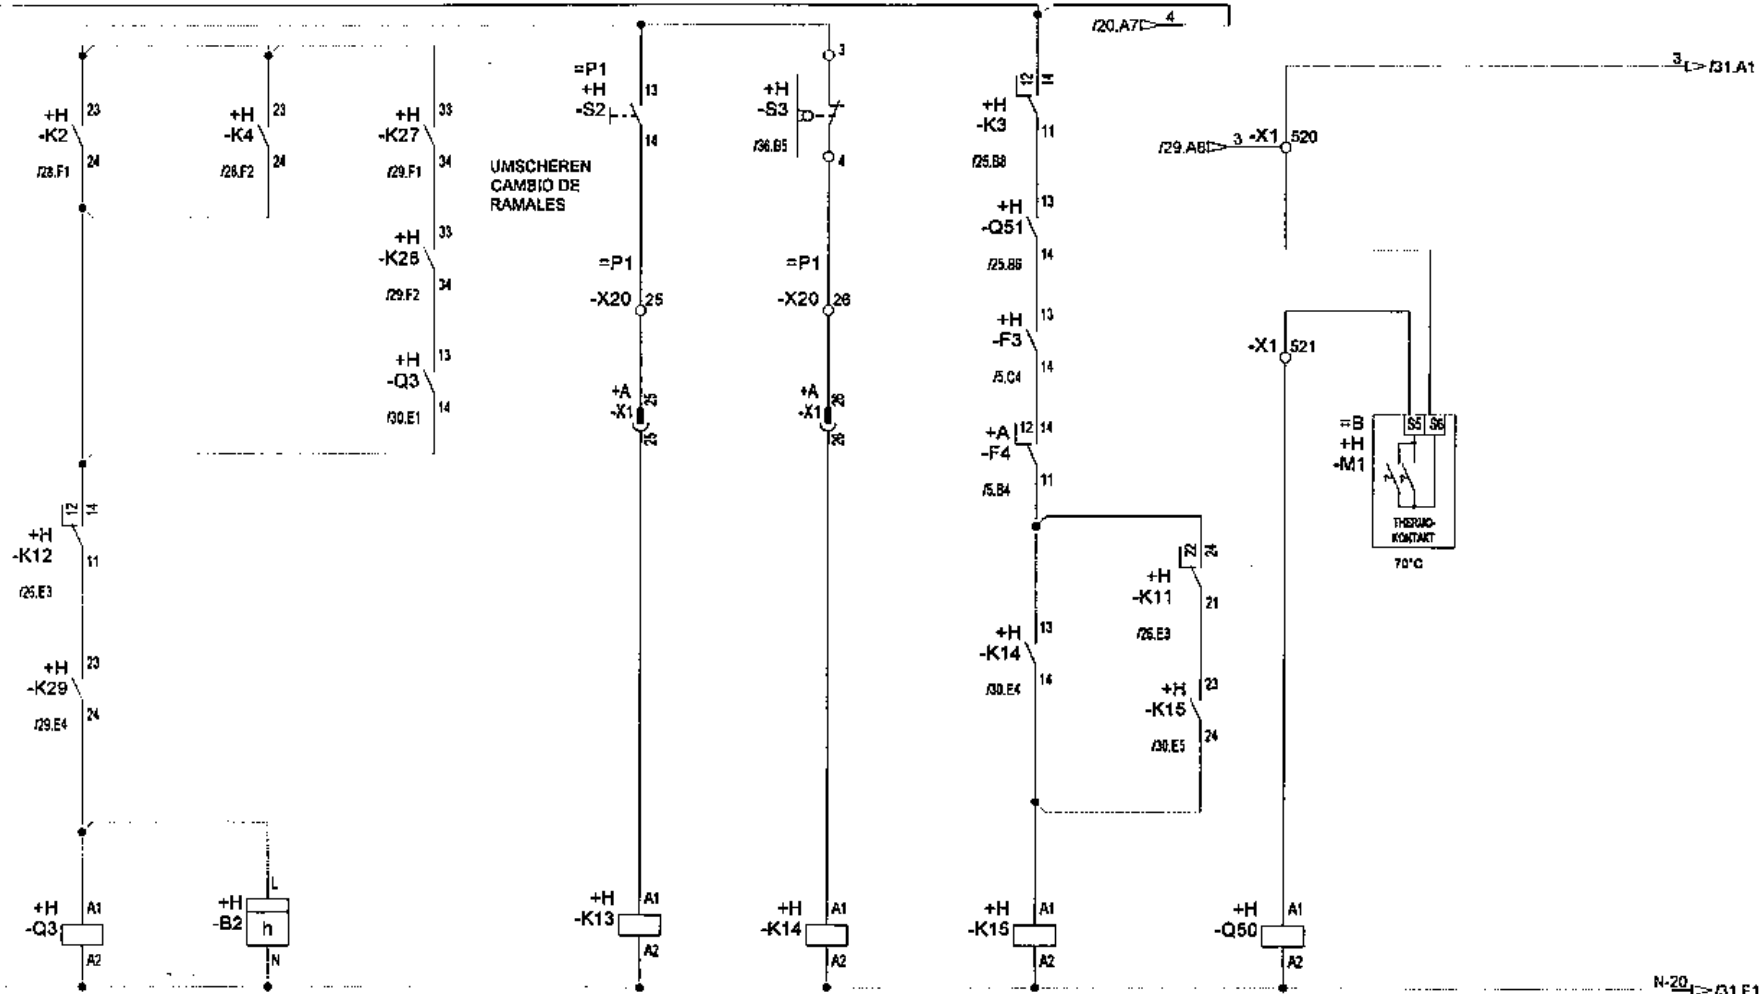 4
/20.A7
3 /31.A1
=P1
+H
-S2
13
14
3
+H
-S3
/36.B5
4
+H
-K2
23
24
/28.F1
+H
-K4
23
24
/28.F2
+H
-K27
33
34
/29.F1
UMSCHEREN
CAMBIO DE
RAMALES
12 14
+H
-K3
11
/25.B8
/29.A8 3 -X1 520
+H
-K28
33
34
/29.F2
+H
-Q51
13
14
/25.B6
=P1
-X20 25
=P1
-X20 26
+H
-Q3
13
14
/30.E1
+H
-F3
13
14
/5.C4
-X1 521
+A
-X1
25
25
+A
-X1
26
26
+A
-F4
12 14
11
/5.B4
=B
+H
-M1
S5 S6
THERMO-
KONTAKT
70°C
12 14
+H
-K12
11
/26.E3
22 24
+H
-K11
21
/26.E3
+H
-K14
13
14
/30.E4
+H
-K29
23
24
/29.E4
+H
-K15
23
24
/30.E5
+H
-Q3
A1
A2
+H
-B2
L
h
N
+H
-K13
A1
A2
+H
-K14
A1
A2
+H
-K15
A1
A2
+H
-Q50
A1
A2
N-20 /31.F1